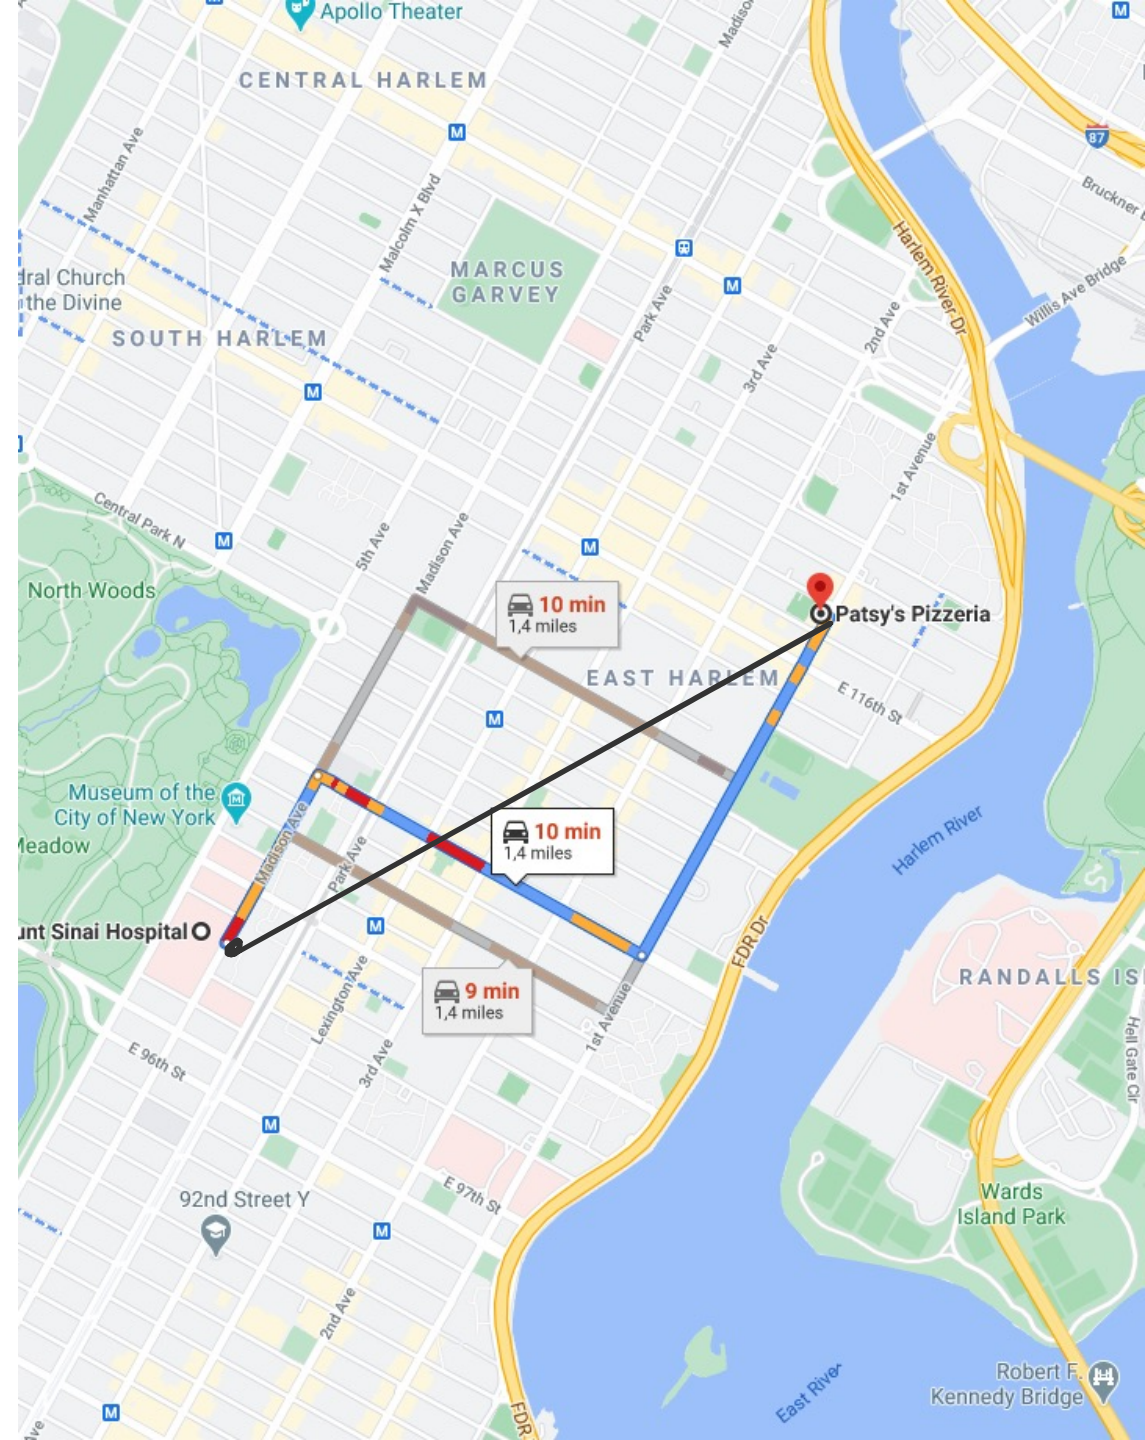 Apollo Theater
Madison
CENTRAL HARLEM
M
M
M
87
Manhattan Ave
Malcolm X Blvd
Bruckner
Harlem River Dr
MARCUS
GARVEY
dral Church
the Divine
M
Willis Ave Bridge
Park Ave
2nd Ave
SOUTH HARLEM
3rd Ave
M
1st Avenue
Central Park N
5th Ave
Madison Ave
M
M
North Woods
10 min
1,4 miles
Patsy's Pizzeria
EAST HARLEM
E 116th St
M
Museum of the
City of New York
Meadow
Madison Ave
Park Ave
10 min
1,4 miles
Harlem River
unt Sinai Hospital
M
FDR Dr
RANDALLS IS
Lexington Ave
9 min
1,4 miles
1st Avenue
E 96th St
3rd Ave
Hell Gate Cir
M
E 97th St
92nd Street Y
Wards
Island Park
M
2nd Ave
Robert F.
Kennedy Bridge
East River
M
FDR
Ave